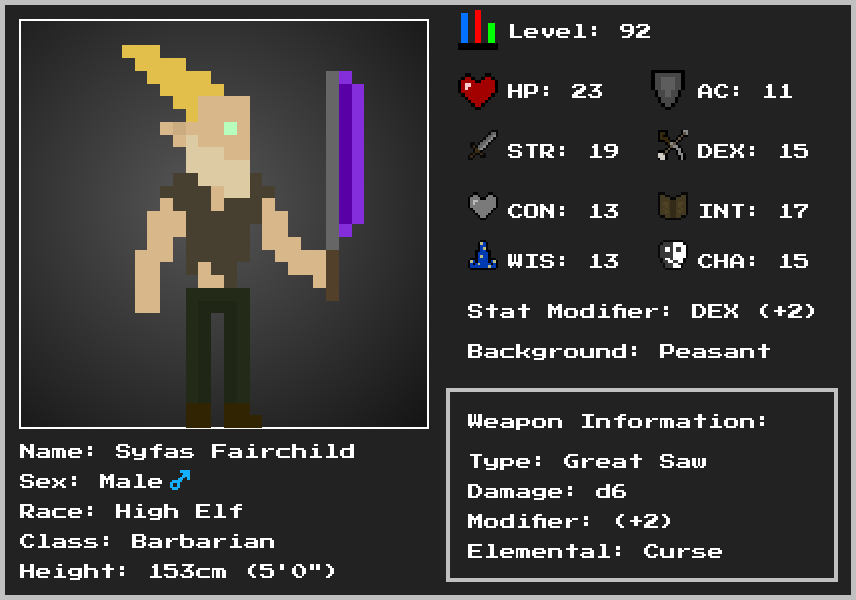 Level: 92
HP: 23
AC: 11
STR: 19
DEX: 15
CON: 13
INT: 17
WIS: 13
CHA: 15
Stat Modifier: DEX (+2)
Background: Peasant
Name: Syfas Fairchild
Sex: Male♂
Race: High Elf
Class: Barbarian
Height: 153cm (5'0")
Weapon Information:
Type: Great Saw
Damage: d6
Modifier: (+2)
Elemental: Curse